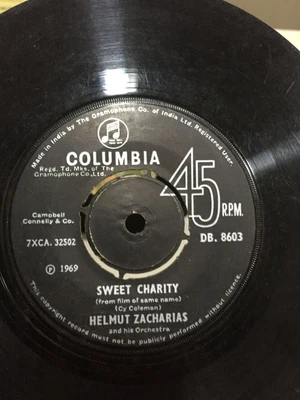 Made in India by The Gramophone Co. of India Ltd. Registered User.
COLUMBIA
Regd. Td. Mks. of The
Gramophone Co., Ltd.
45 R.P.M.
Campbell
Connelly & Co.
DB. 8603
7XCA. 32502
℗ 1969
SWEET CHARITY
(from film of same name)
(Cy Coleman)
HELMUT ZACHARIAS
and his Orchestra
This copyright record must not be publicly performed without licence.